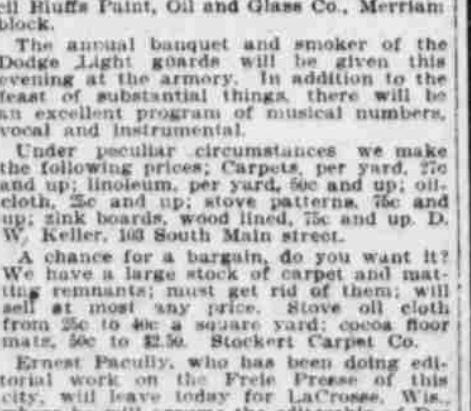 cil Bluffs Paint, Oil and Glass Co., Merriam
block.
The annual banquet and smoker of the
Dodge Light guards will be given this
evening at the armory. In addition to the
feast of substantial things, there will be
an excellent program of musical numbers,
vocal and instrumental.
Under peculiar circumstances we make
the following prices; Carpets, per yard, 27c
and up; linoleum, per yard, 50c and up; oil-
cloth, 25c and up; stove patterns, 75c and
up; zink boards, wood lined, 75c and up. D.
W. Keller, 103 South Main street.
A chance for a bargain, do you want it?
We have a large stock of carpet and mat-
ting remnants; must get rid of them; will
sell at most any price. Stove oil cloth
from 25c to 40c a square yard; cocoa floor
mats, 50c to $2.50. Stockert Carpet Co.
Ernest Pacully, who has been doing edi-
torial work on the Freie Presse of this
city, will leave today for LaCrosse, Wis.,